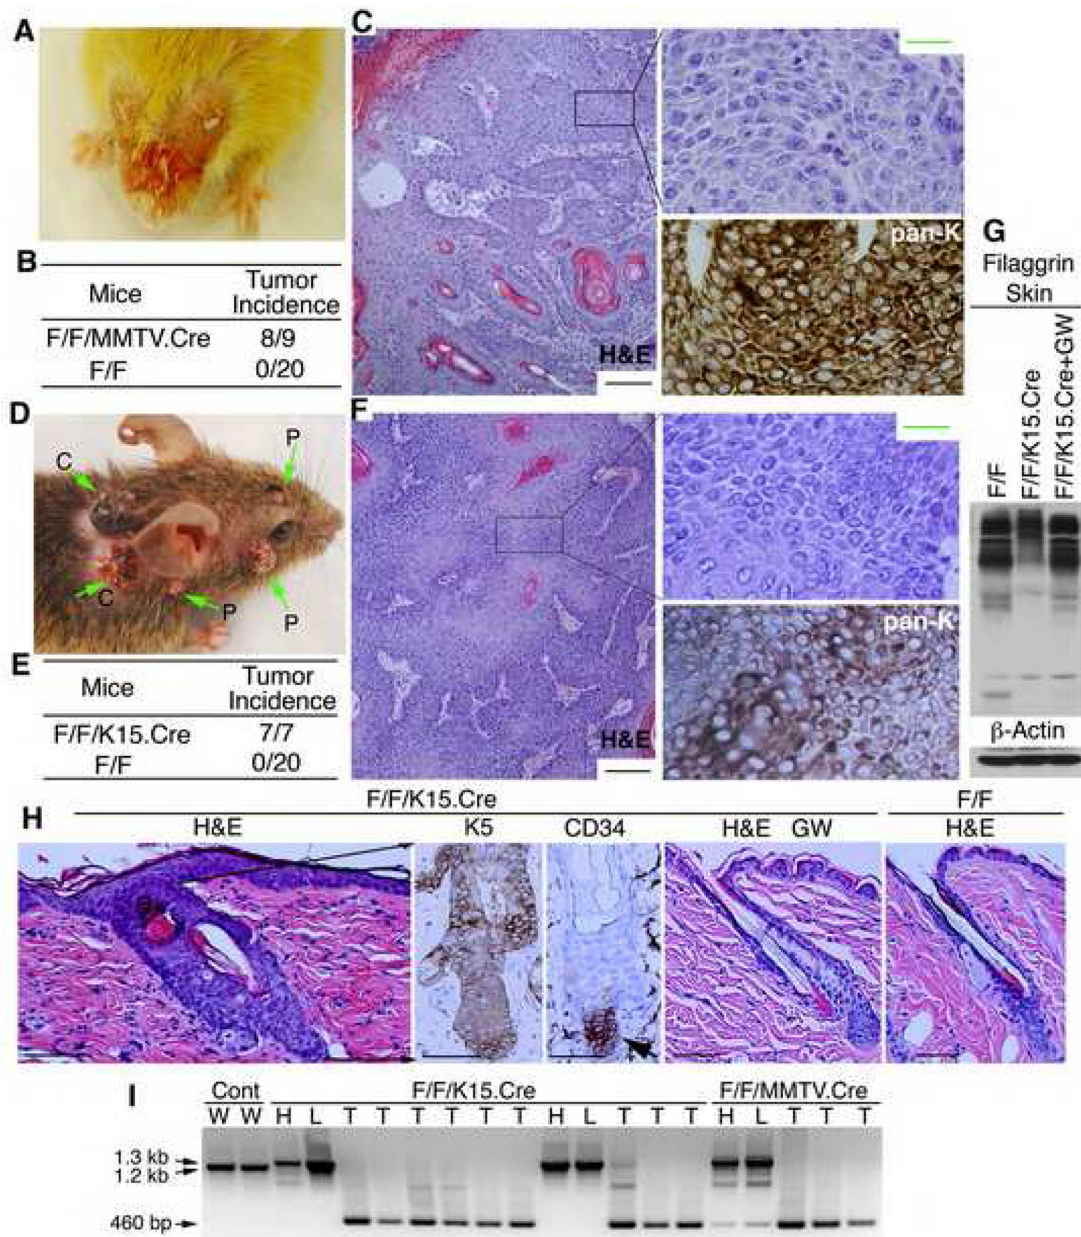 A
B
Mice Tumor Incidence
F/F/MMTV.Cre 8/9
F/F 0/20
C
H&E
pan-K
D
C
P
C
P
P
E
Mice Tumor Incidence
F/F/K15.Cre 7/7
F/F 0/20
F
H&E
pan-K
G
Filaggrin
Skin
F/F
F/F/K15.Cre
F/F/K15.Cre+GW
β-Actin
H
F/F/K15.Cre F/F
H&E K5 CD34 H&E GW H&E
I
Cont F/F/K15.Cre F/F/MMTV.Cre
W W H L T T T T T T H L T T T H L T T T
1.3 kb
1.2 kb
460 bp